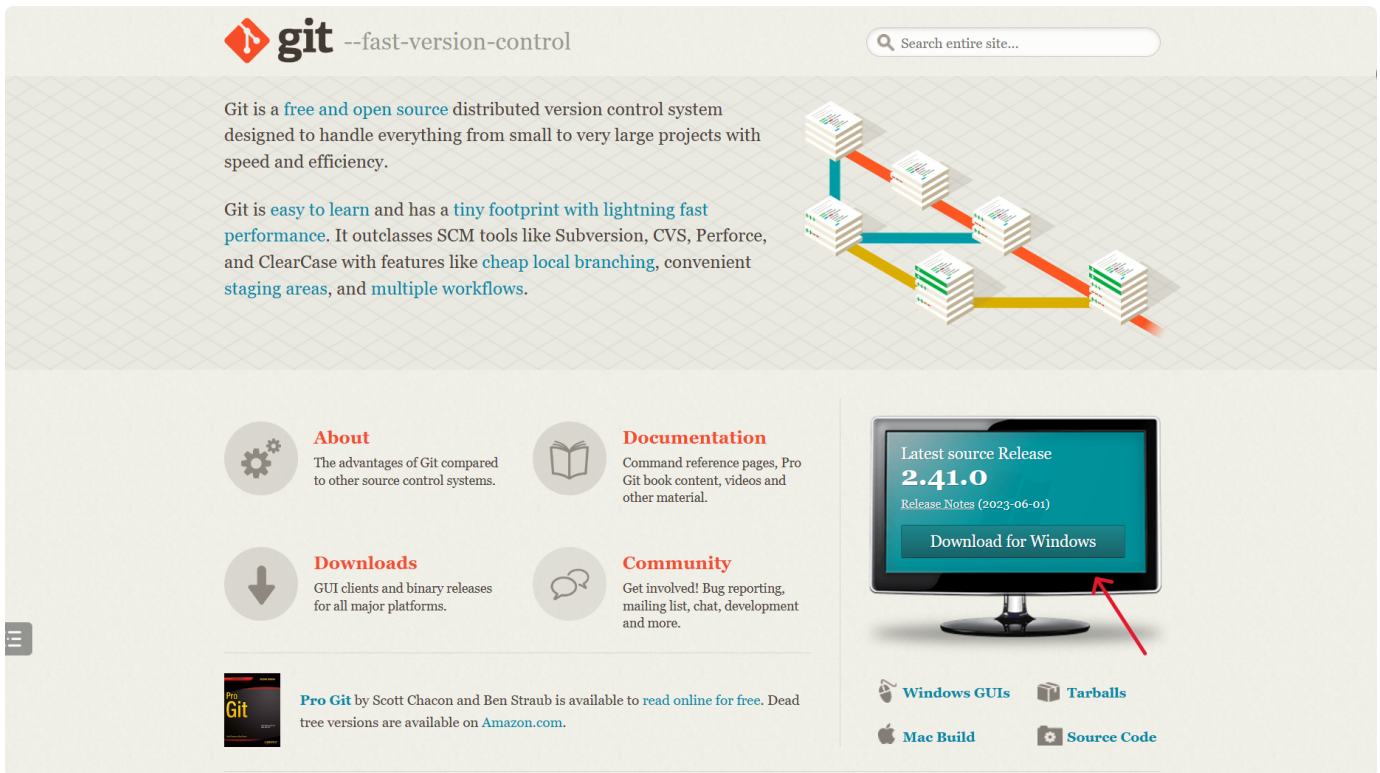 git --fast-version-control
Search entire site...
Git is a free and open source distributed version control system
designed to handle everything from small to very large projects with
speed and efficiency.
Git is easy to learn and has a tiny footprint with lightning fast
performance. It outclasses SCM tools like Subversion, CVS, Perforce,
and ClearCase with features like cheap local branching, convenient
staging areas, and multiple workflows.
About
The advantages of Git compared
to other source control systems.
Documentation
Command reference pages, Pro
Git book content, videos and
other material.
Downloads
GUI clients and binary releases
for all major platforms.
Community
Get involved! Bug reporting,
mailing list, chat, development
and more.
Pro
Git
Pro Git by Scott Chacon and Ben Straub is available to read online for free. Dead
tree versions are available on Amazon.com.
Latest source Release
2.41.0
Release Notes (2023-06-01)
Download for Windows
Windows GUIs
Tarballs
Mac Build
Source Code